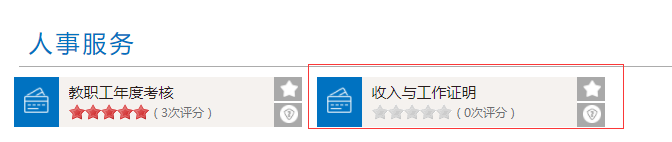 人事服务
教职工年度考核
(3次评分)
收入与工作证明
(0次评分)